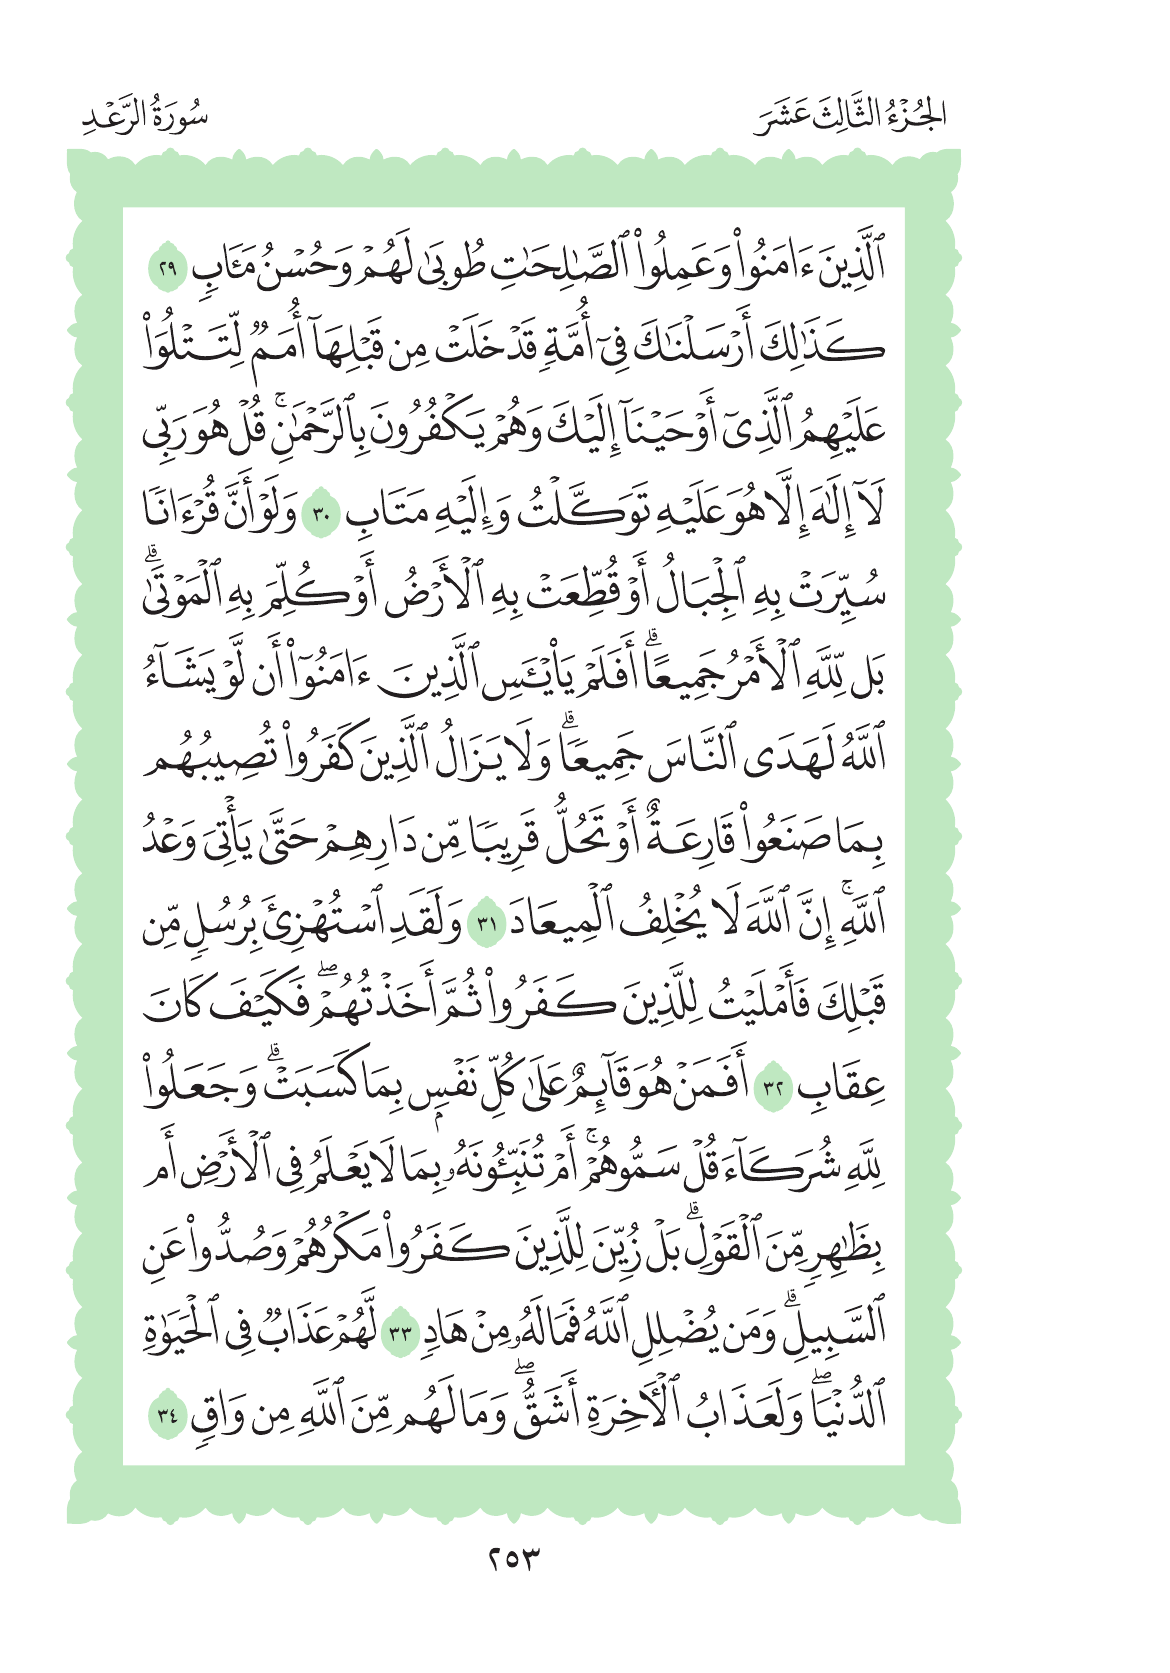 الجُزْءُ الثَّالِثَ عَشَرَ
سُورَةُ الرَّعْدِ
ٱلَّذِينَ ءَامَنُوا۟ وَعَمِلُوا۟ ٱلصَّـٰلِحَـٰتِ طُوبَىٰ لَهُمْ وَحُسْنُ مَـَٔابٍ ٢٩
كَذَٰلِكَ أَرْسَلْنَـٰكَ فِىٓ أُمَّةٍ قَدْ خَلَتْ مِن قَبْلِهَآ أُمَمٌ لِّتَتْلُوَا۟
عَلَيْهِمُ ٱلَّذِىٓ أَوْحَيْنَآ إِلَيْكَ وَهُمْ يَكْفُرُونَ بِٱلرَّحْمَـٰنِ ۚ قُلْ هُوَ رَبِّى
لَآ إِلَـٰهَ إِلَّا هُوَ عَلَيْهِ تَوَكَّلْتُ وَإِلَيْهِ مَتَابِ ٣٠ وَلَوْ أَنَّ قُرْءَانًا
سُيِّرَتْ بِهِ ٱلْجِبَالُ أَوْ قُطِّعَتْ بِهِ ٱلْأَرْضُ أَوْ كُلِّمَ بِهِ ٱلْمَوْتَىٰ ۗ
بَل لِّلَّهِ ٱلْأَمْرُ جَمِيعًا ۗ أَفَلَمْ يَا۟يْـَٔسِ ٱلَّذِينَ ءَامَنُوٓا۟ أَن لَّوْ يَشَآءُ
ٱللَّهُ لَهَدَى ٱلنَّاسَ جَمِيعًا ۗ وَلَا يَزَالُ ٱلَّذِينَ كَفَرُوا۟ تُصِيبُهُم
بِمَا صَنَعُوا۟ قَارِعَةٌ أَوْ تَحُلُّ قَرِيبًا مِّن دَارِهِمْ حَتَّىٰ يَأْتِىَ وَعْدُ
ٱللَّهِ ۚ إِنَّ ٱللَّهَ لَا يُخْلِفُ ٱلْمِيعَادَ ٣١ وَلَقَدِ ٱسْتُهْزِئَ بِرُسُلٍ مِّن
قَبْلِكَ فَأَمْلَيْتُ لِلَّذِينَ كَفَرُوا۟ ثُمَّ أَخَذْتُهُمْ ۖ فَكَيْفَ كَانَ
عِقَابِ ٣٢ أَفَمَنْ هُوَ قَآئِمٌ عَلَىٰ كُلِّ نَفْسٍۭ بِمَا كَسَبَتْ ۗ وَجَعَلُوا۟
لِلَّهِ شُرَكَآءَ قُلْ سَمُّوهُمْ ۚ أَمْ تُنَبِّـُٔونَهُۥ بِمَا لَا يَعْلَمُ فِى ٱلْأَرْضِ أَم
بِظَـٰهِرٍ مِّنَ ٱلْقَوْلِ ۗ بَلْ زُيِّنَ لِلَّذِينَ كَفَرُوا۟ مَكْرُهُمْ وَصُدُّوا۟ عَنِ
ٱلسَّبِيلِ ۗ وَمَن يُضْلِلِ ٱللَّهُ فَمَا لَهُۥ مِنْ هَادٍ ٣٣ لَّهُمْ عَذَابٌ فِى ٱلْحَيَوٰةِ
ٱلدُّنْيَا ۖ وَلَعَذَابُ ٱلْـَٔاخِرَةِ أَشَقُّ ۖ وَمَا لَهُم مِّنَ ٱللَّهِ مِن وَاقٍ ٣٤
٢٥٣